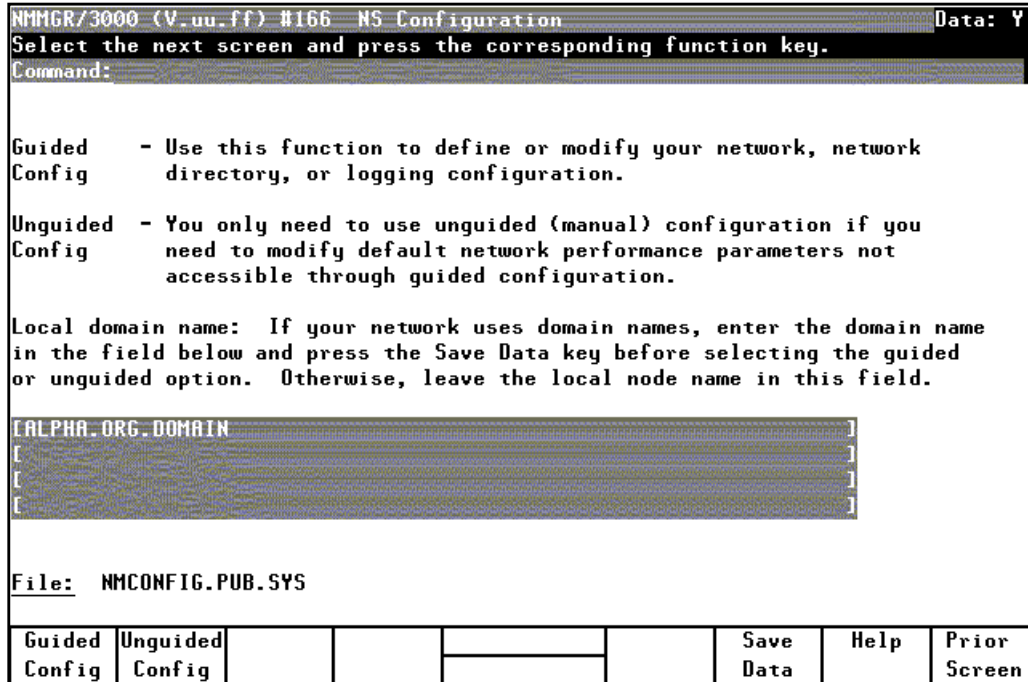 NMMGR/3000 (V.uu.ff) #166  NS Configuration Data: Y
Select the next screen and press the corresponding function key.
Command:
Guided - Use this function to define or modify your network, network
Config directory, or logging configuration.
Unguided - You only need to use unguided (manual) configuration if you
Config need to modify default network performance parameters not
accessible through guided configuration.
Local domain name:  If your network uses domain names, enter the domain name
in the field below and press the Save Data key before selecting the guided
or unguided option.  Otherwise, leave the local node name in this field.
[ALPHA.ORG.DOMAIN ]
[ ]
[ ]
[ ]
File:  NMCONFIG.PUB.SYS
Guided Unguided Save Help Prior
Config Config Data Screen